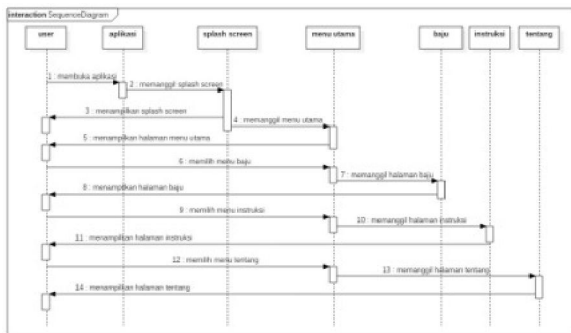 interaction SequenceDiagram
user aplikasi splash screen menu utama baju instruksi tentang
1 : membuka aplikasi
2 : memanggil splash screen
3 : menampilkan splash screen
4 : memanggil menu utama
5 : menampilkan halaman menu utama
6 : memilih menu baju
7 : memanggil halaman baju
8 : menampilkan halaman baju
9 : memilih menu instruksi
10 : memanggil halaman instruksi
11 : menampilkan halaman instruksi
12 : memilih menu tentang
13 : memanggil halaman tentang
14 : menampilkan halaman tentang